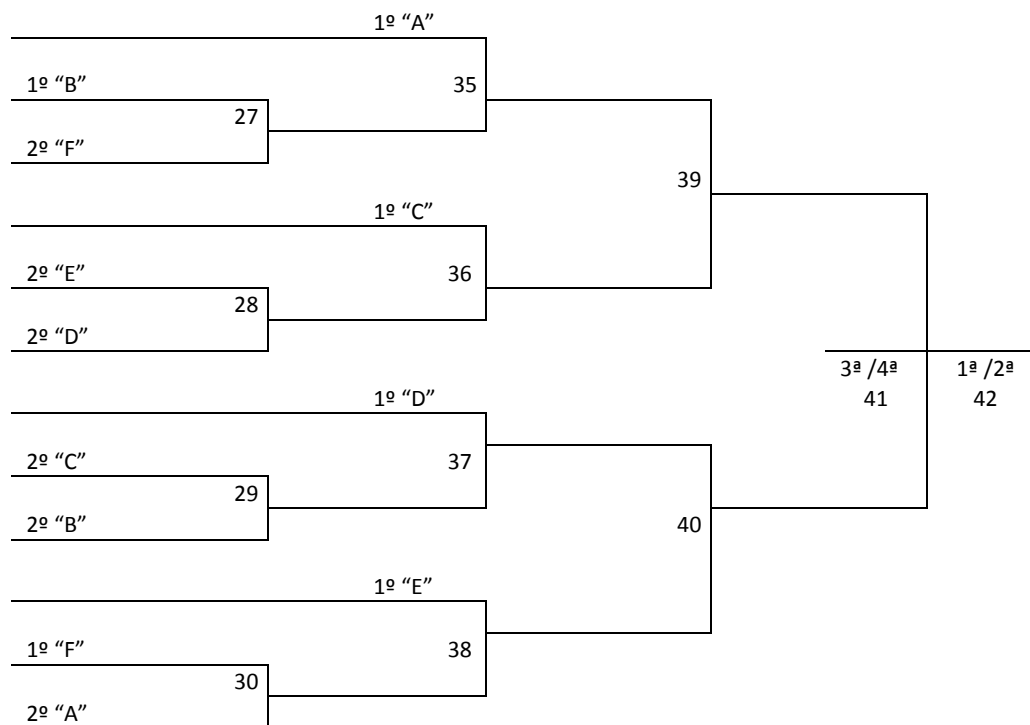 1º “A”
1º “B”
35
27
2º “F”
39
1º “C”
2º “E”
36
28
2º “D”
3ª /4ª
1ª /2ª
41
42
1º “D”
2º “C”
37
29
2º “B”
40
1º “E”
1º “F”
38
30
2º “A”